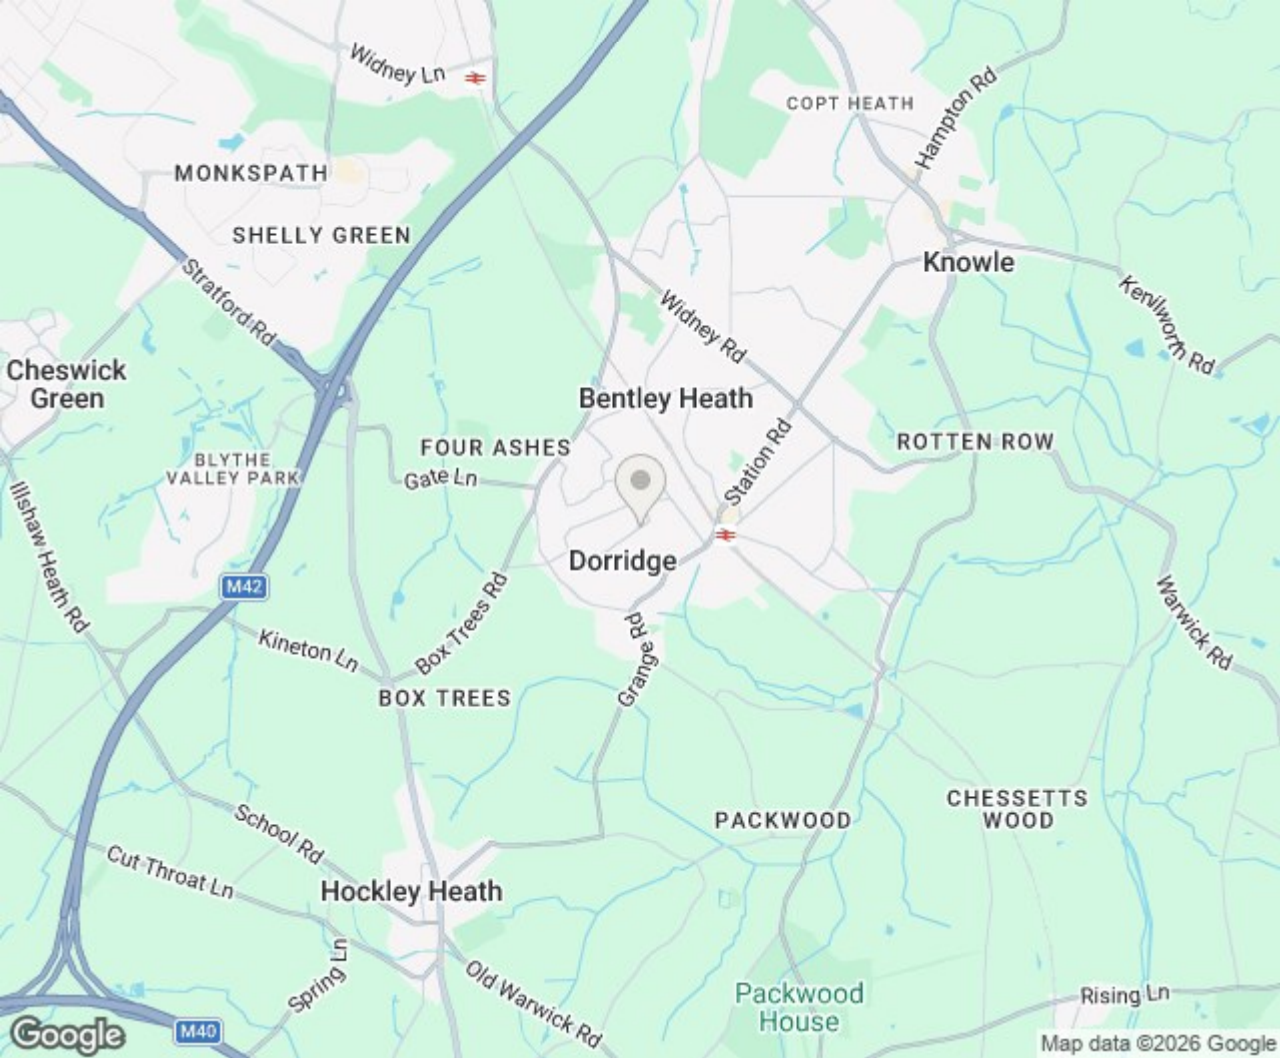 Widney Ln
COPT HEATH
Hampton Rd
MONKSPATH
SHELLY GREEN
Knowle
Stratford Rd
Widney Rd
Kenilworth Rd
Cheswick
Green
Bentley Heath
FOUR ASHES
ROTTEN ROW
BLYTHE
VALLEY PARK
Gate Ln
Station Rd
Illshaw Heath Rd
Dorridge
M42
Box Trees Rd
Kineton Ln
Grange Rd
Warwick Rd
BOX TREES
CHESSETTS
WOOD
PACKWOOD
School Rd
Cut Throat Ln
Hockley Heath
Spring Ln
Old Warwick Rd
Packwood
House
Rising Ln
Google
M40
Map data ©2026 Google